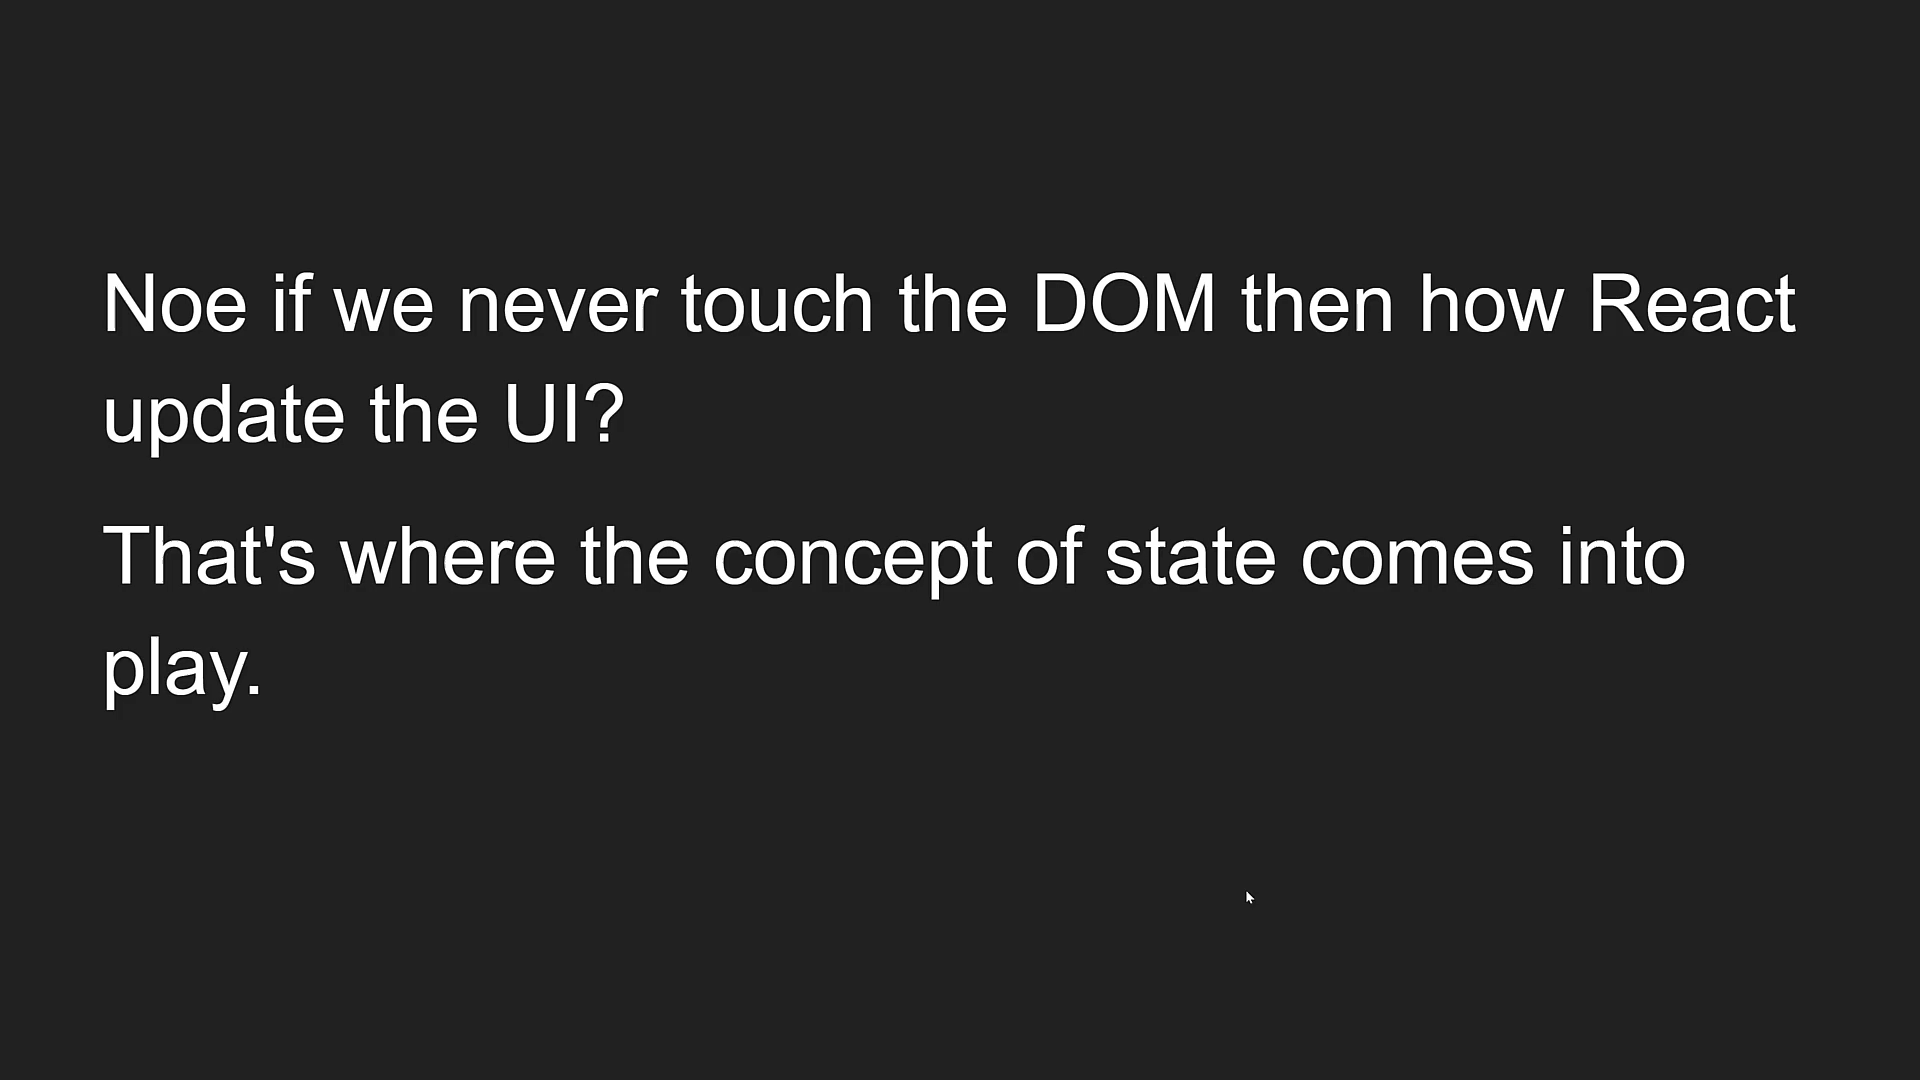 Noe if we never touch the DOM then how React
update the UI?
That's where the concept of state comes into
play.